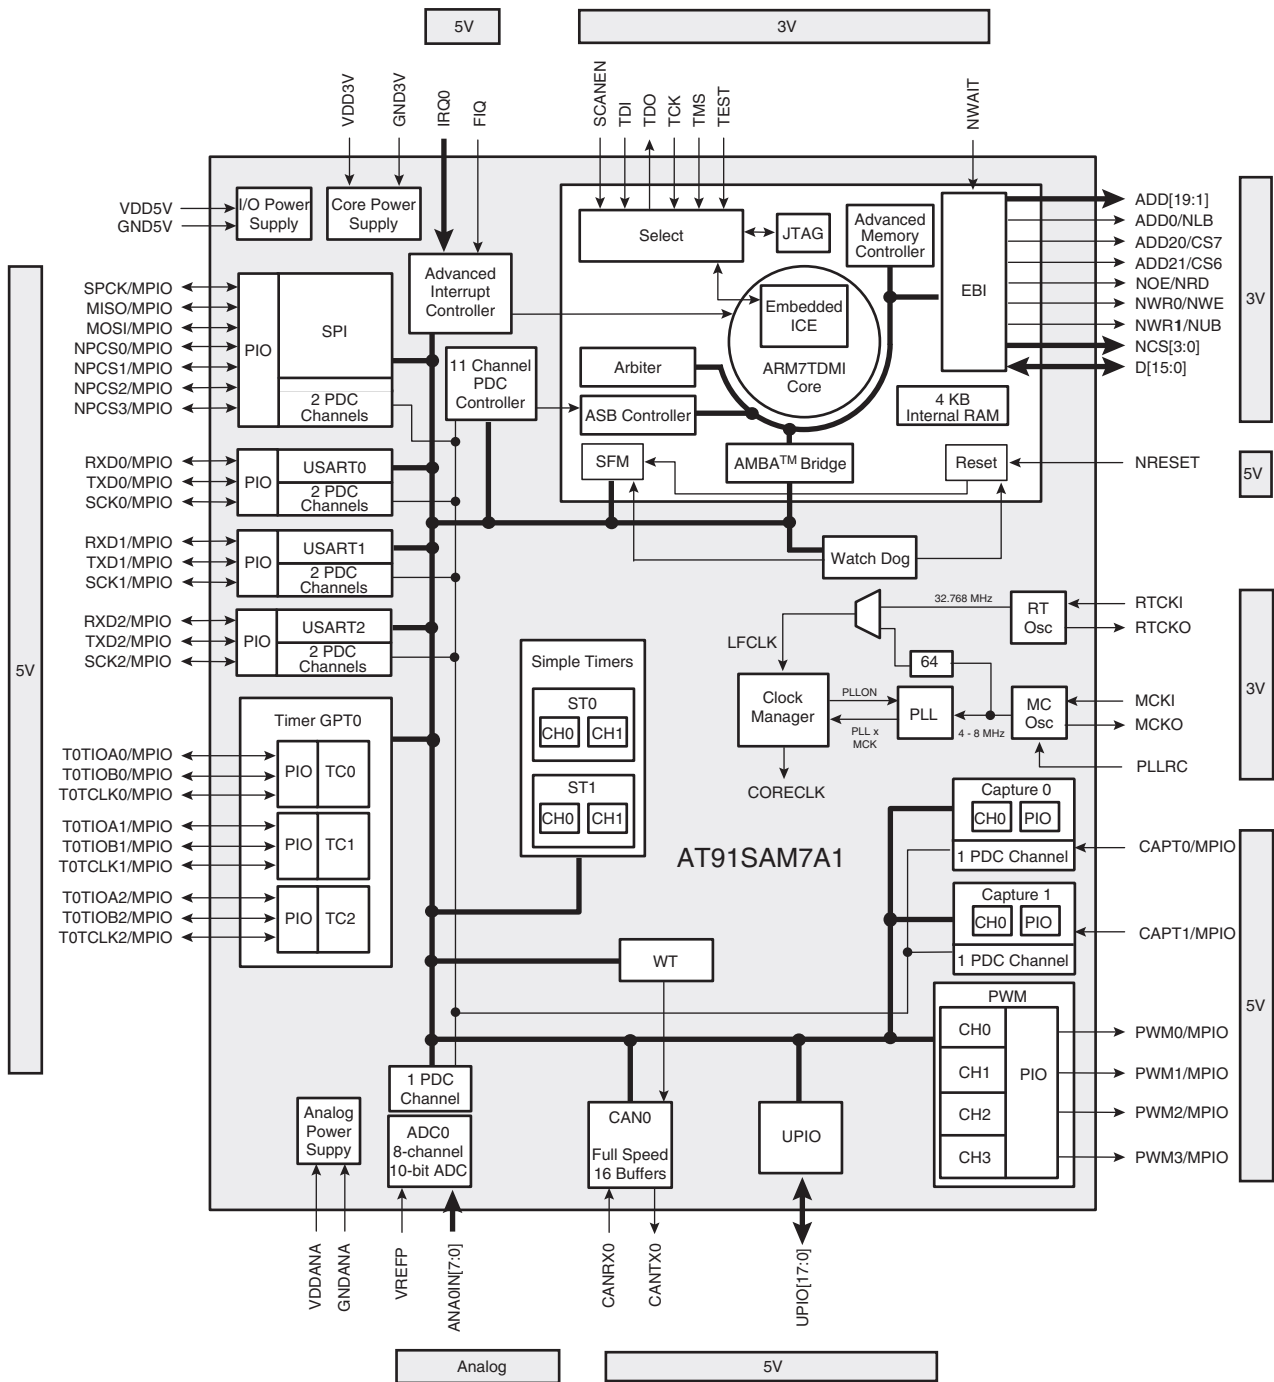 5V
3V
VDD3V
GND3V
IRQ0
FIQ
SCANEN
TDI
TDO
TCK
TMS
TEST
NWAIT
VDD5V
GND5V
I/O Power
Supply
Core Power
Supply
Advanced
Interrupt
Controller
Select
JTAG
Advanced
Memory
Controller
EBI
Embedded
ICE
ARM7TDMI
Core
Arbiter
ASB Controller
11 Channel
PDC
Controller
4 KB
Internal RAM
SFM
AMBA™ Bridge
Reset
Watch Dog
ADD[19:1]
ADD0/NLB
ADD20/CS7
ADD21/CS6
NOE/NRD
NWR0/NWE
NWR1/NUB
NCS[3:0]
D[15:0]
3V
NRESET
5V
5V
SPCK/MPIO
MISO/MPIO
MOSI/MPIO
NPCS0/MPIO
NPCS1/MPIO
NPCS2/MPIO
NPCS3/MPIO
PIO
SPI
2 PDC
Channels
RXD0/MPIO
TXD0/MPIO
SCK0/MPIO
PIO
USART0
2 PDC
Channels
RXD1/MPIO
TXD1/MPIO
SCK1/MPIO
PIO
USART1
2 PDC
Channels
RXD2/MPIO
TXD2/MPIO
SCK2/MPIO
PIO
USART2
2 PDC
Channels
Timer GPT0
T0TIOA0/MPIO
T0TIOB0/MPIO
T0TCLK0/MPIO
PIO
TC0
T0TIOA1/MPIO
T0TIOB1/MPIO
T0TCLK1/MPIO
PIO
TC1
T0TIOA2/MPIO
T0TIOB2/MPIO
T0TCLK2/MPIO
PIO
TC2
Simple Timers
ST0
CH0
CH1
ST1
CH0
CH1
32.768 MHz
RT
Osc
RTCKI
RTCKO
LFCLK
64
Clock
Manager
PLLON
PLL x
MCK
PLL
4 - 8 MHz
MC
Osc
MCKI
MCKO
PLLRC
CORECLK
3V
AT91SAM7A1
Capture 0
CH0
PIO
1 PDC Channel
CAPT0/MPIO
Capture 1
CH0
PIO
1 PDC Channel
CAPT1/MPIO
5V
WT
PWM
CH0
CH1
CH2
CH3
PIO
PWM0/MPIO
PWM1/MPIO
PWM2/MPIO
PWM3/MPIO
1 PDC
Channel
ADC0
8-channel
10-bit ADC
Analog
Power
Suppy
CAN0
Full Speed
16 Buffers
UPIO
VDDANA
GNDANA
VREFP
ANA0IN[7:0]
CANRX0
CANTX0
UPIO[17:0]
Analog
5V